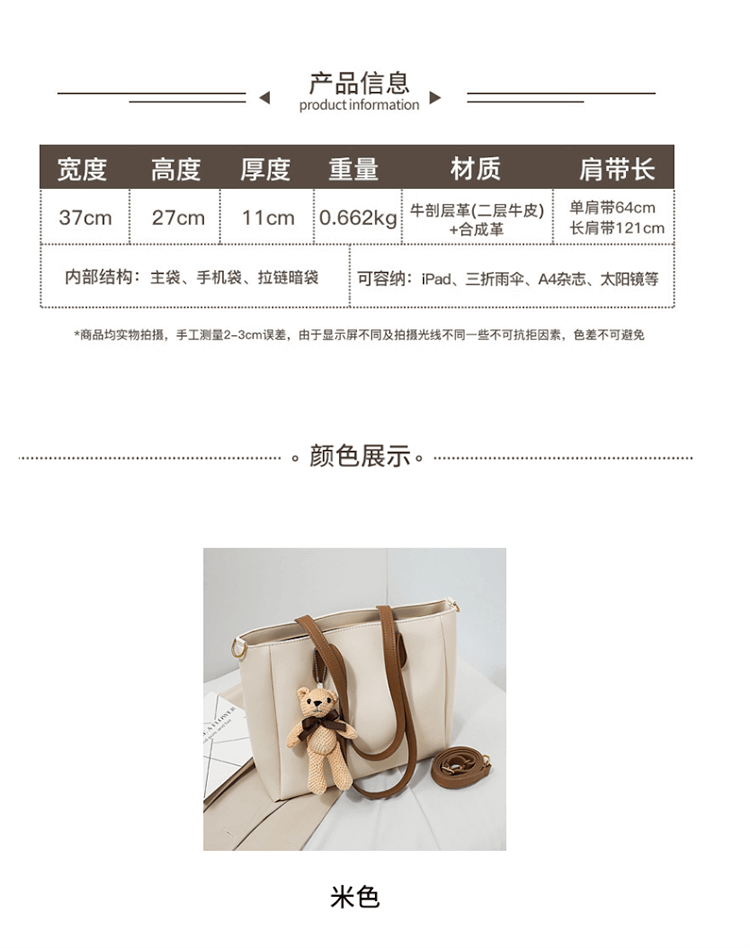 产品信息
product information
宽度 高度 厚度 重量 材质 肩带长
37cm 27cm 11cm 0.662kg 牛剖层革(二层牛皮) 单肩带64cm
+合成革 长肩带121cm
内部结构：主袋、手机袋、拉链暗袋 可容纳：iPad、三折雨伞、A4杂志、太阳镜等
*商品均实物拍摄，手工测量2-3cm误差，由于显示屏不同及拍摄光线不同一些不可抗拒因素，色差不可避免
颜色展示
米色